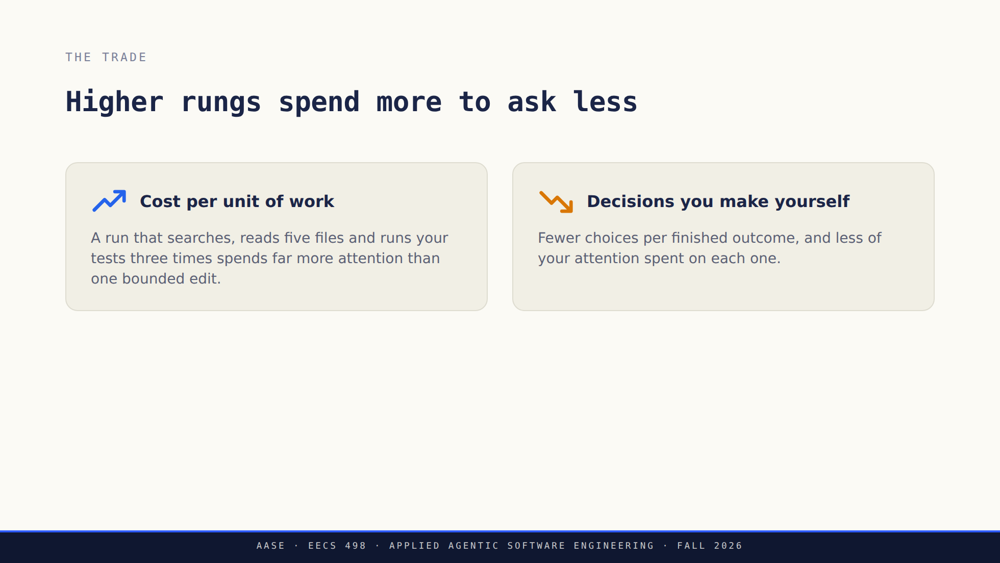 THE TRADE
Higher rungs spend more to ask less
Cost per unit of work
A run that searches, reads five files and runs your
tests three times spends far more attention than
one bounded edit.
Decisions you make yourself
Fewer choices per finished outcome, and less of
your attention spent on each one.
AASE · EECS 498 · APPLIED AGENTIC SOFTWARE ENGINEERING · FALL 2026